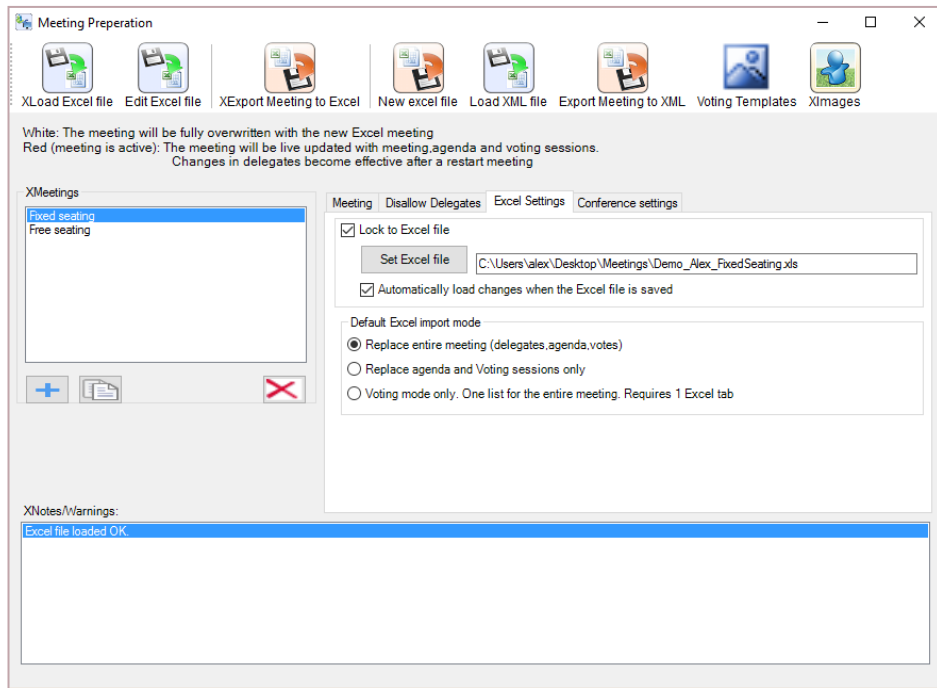 Meeting Preperation
XLoad Excel file
Edit Excel file
XExport Meeting to Excel
New excel file
Load XML file
Export Meeting to XML
Voting Templates
XImages
White: The meeting will be fully overwritten with the new Excel meeting
Red (meeting is active): The meeting will be live updated with meeting,agenda and voting sessions.
Changes in delegates become effective after a restart meeting
XMeetings
Fixed seating
Free seating
Meeting
Disallow Delegates
Excel Settings
Conference settings
Lock to Excel file
Set Excel file
C:\Users\alex\Desktop\Meetings\Demo_Alex_FixedSeating.xls
Automatically load changes when the Excel file is saved
Default Excel import mode
Replace entire meeting (delegates,agenda,votes)
Replace agenda and Voting sessions only
Voting mode only. One list for the entire meeting. Requires 1 Excel tab
XNotes/Warnings:
Excel file loaded OK.